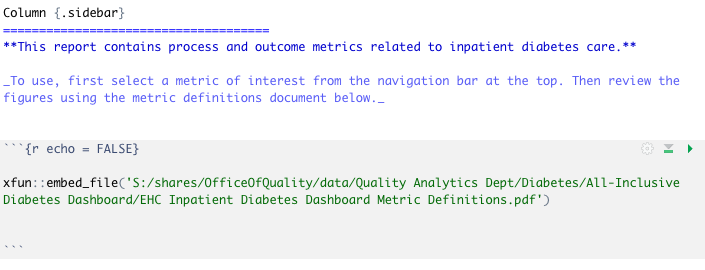 Column {.sidebar}
=====================================
**This report contains process and outcome metrics related to inpatient diabetes care.**
_To use, first select a metric of interest from the navigation bar at the top. Then review the
figures using the metric definitions document below._
```{r echo = FALSE}
xfun::embed_file('S:/shares/OfficeOfQuality/data/Quality Analytics Dept/Diabetes/All-Inclusive
Diabetes Dashboard/EHC Inpatient Diabetes Dashboard Metric Definitions.pdf')
```